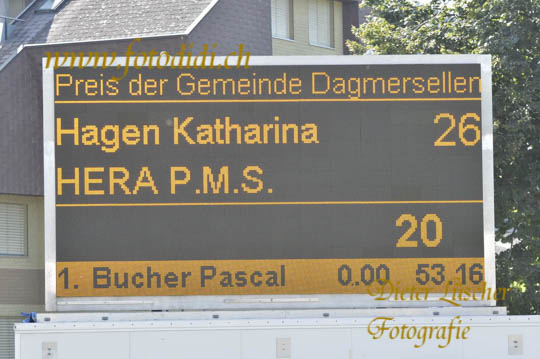 www.fotodidi.ch
Preis der Gemeinde Dagmersellen
Hagen Katharina 26
HERA P.M.S.
20
1. Bucher Pascal 0.00 53.16
Dieter Lüscher
Fotografie